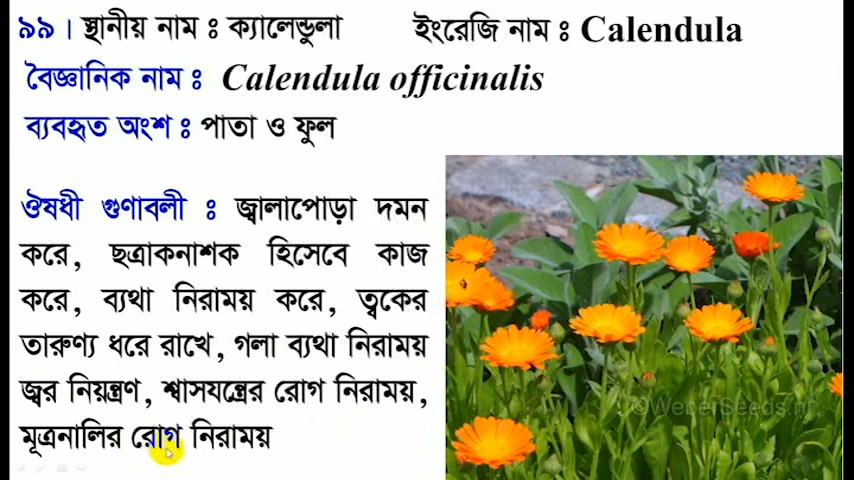 ৯৯। স্থানীয় নাম ঃ ক্যালেন্ডুলা ইংরেজি নাম ঃ Calendula
বৈজ্ঞানিক নাম ঃ Calendula officinalis
ব্যবহৃত অংশ ঃ পাতা ও ফুল
ঔষধী গুণাবলী ঃ জ্বালাপোড়া দমন
করে, ছত্রাকনাশক হিসেবে কাজ
করে, ব্যথা নিরাময় করে, ত্বকের
তারুণ্য ধরে রাখে, গলা ব্যথা নিরাময়
জ্বর নিয়ন্ত্রণ, শ্বাসযন্ত্রের রোগ নিরাময়,
মূত্রনালির রোগ নিরাময়
©WeberSeeds.nl